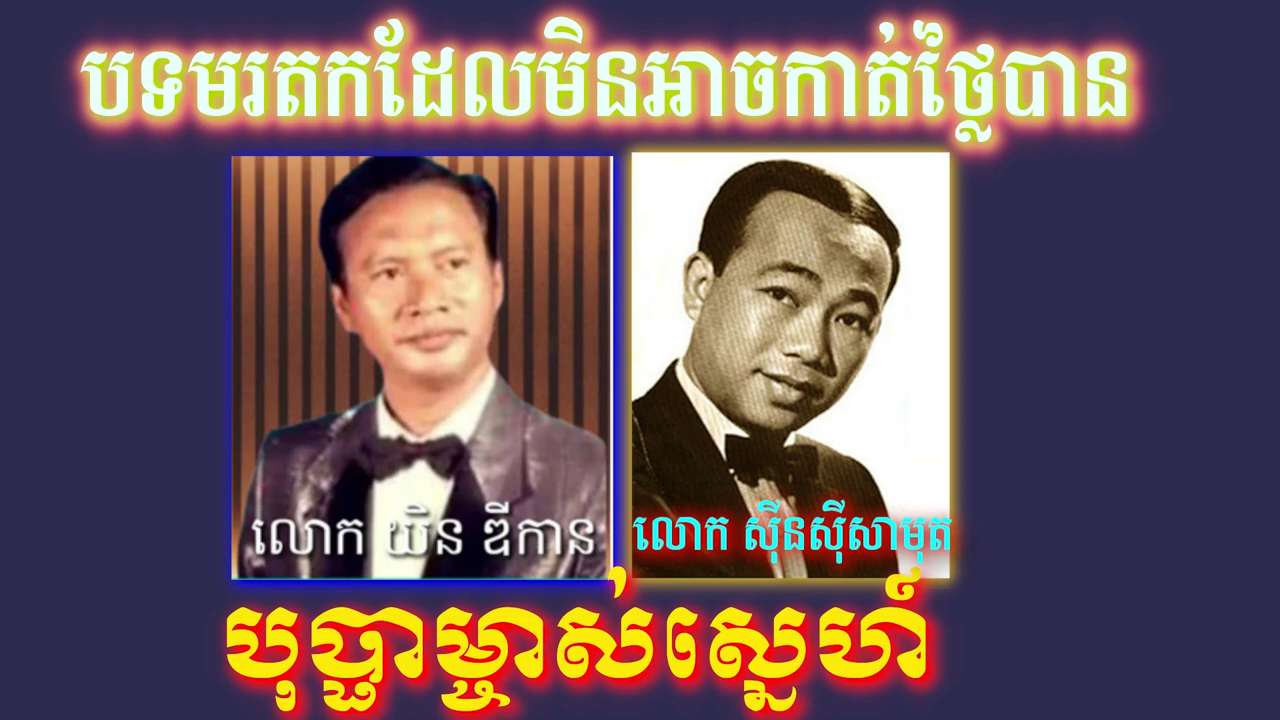 បទមរតកដែលមិនអាចកាត់ថ្លៃបាន
លោក យិន ឌីកាន
លោក ស៊ីនស៊ីសាមុត
បុប្ផាម្ចាស់ស្នេហ៍